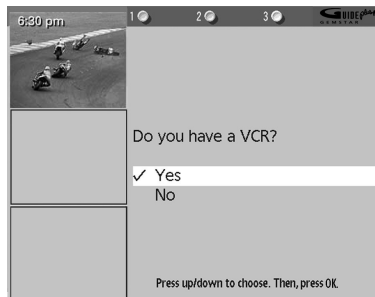 6:30 pm
1 2 3 GUIDE Plus
GEMSTAR
Do you have a VCR?
✓ Yes
No
Press up/down to choose. Then, press OK.